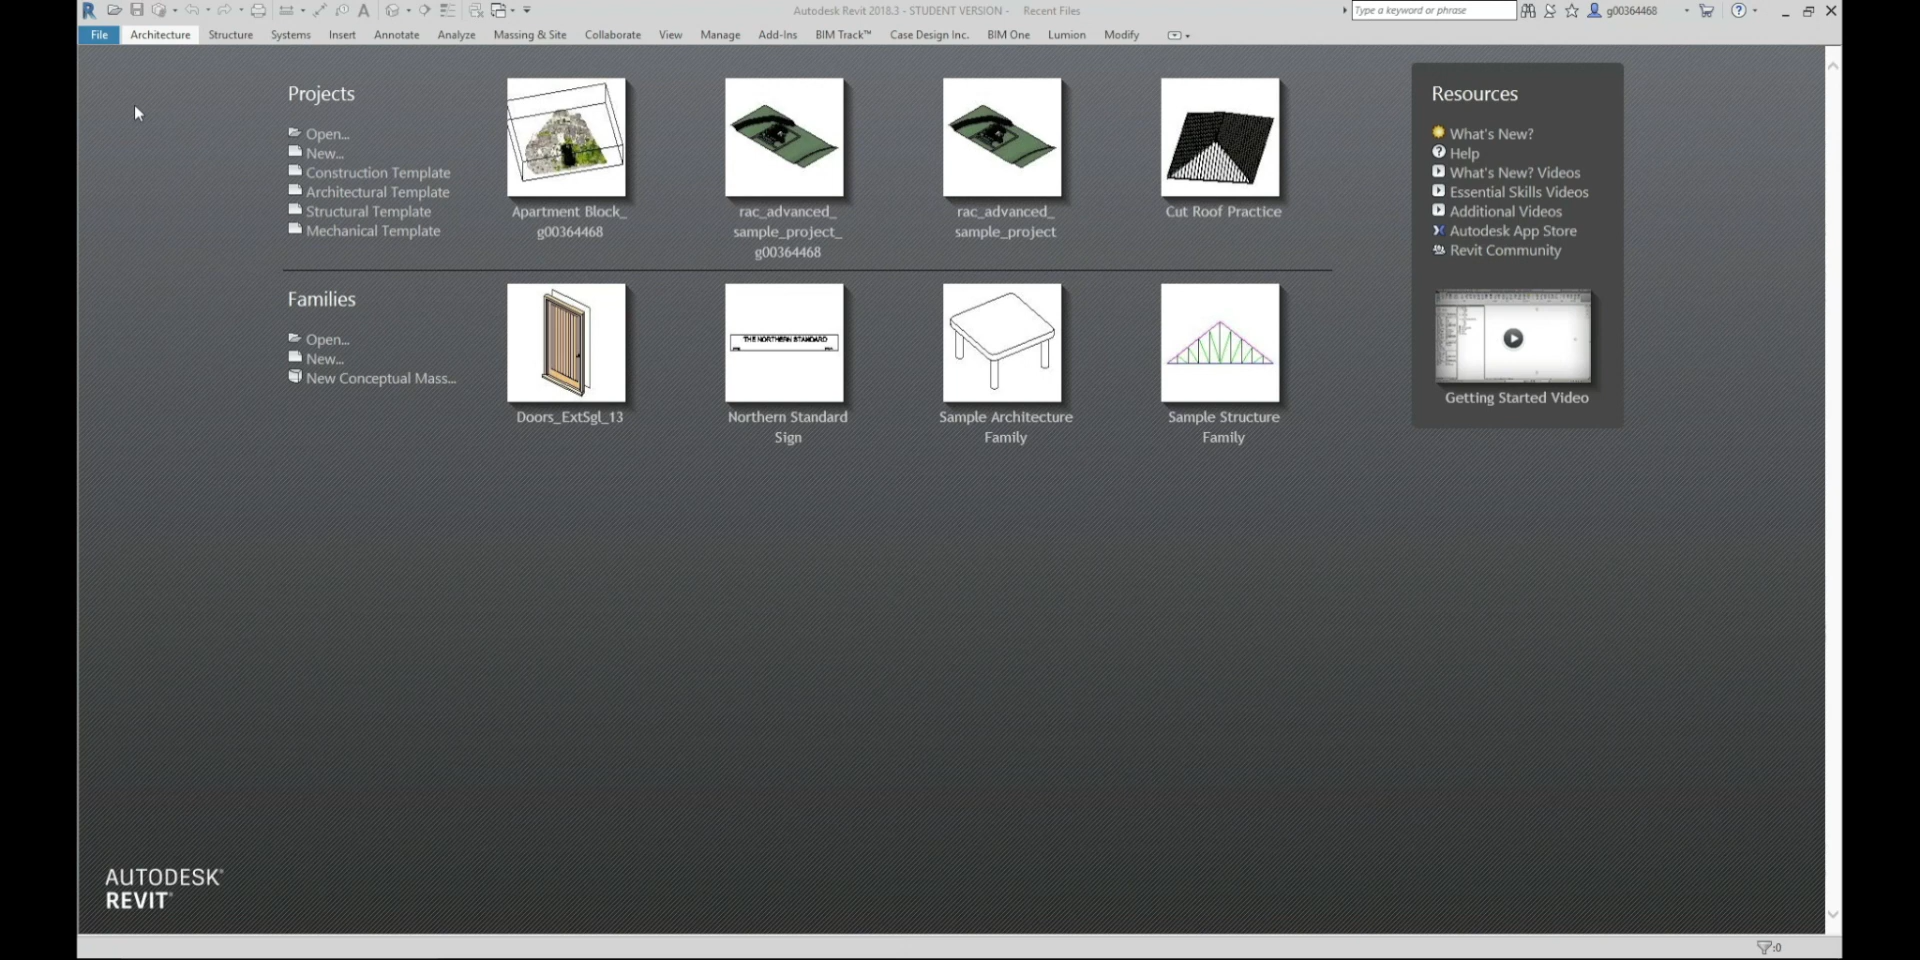 Autodesk Revit 2018.3 - STUDENT VERSION - Recent Files
Type a keyword or phrase
g00364468
File Architecture Structure Systems Insert Annotate Analyze Massing & Site Collaborate View Manage Add-Ins BIM Track™ Case Design Inc. BIM One Lumion Modify
Projects
Open...
New...
Construction Template
Architectural Template
Structural Template
Mechanical Template
Apartment Block_
g00364468
rac_advanced_
sample_project_
g00364468
rac_advanced_
sample_project
Cut Roof Practice
Families
Open...
New...
New Conceptual Mass...
Doors_ExtSgl_13
THE NORTHERN STANDARD
Northern Standard
Sign
Sample Architecture
Family
Sample Structure
Family
Resources
What's New?
Help
What's New? Videos
Essential Skills Videos
Additional Videos
Autodesk App Store
Revit Community
Getting Started Video
AUTODESK®
REVIT®
:0